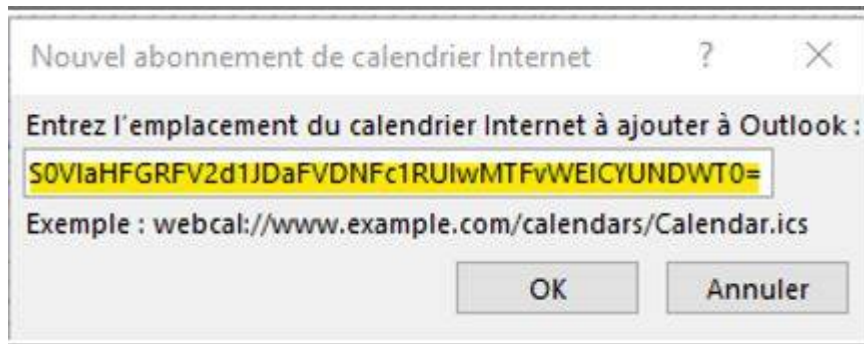 Nouvel abonnement de calendrier Internet ?
Entrez l'emplacement du calendrier Internet à ajouter à Outlook :
S0VIaHFGRFV2d1JDaFVDNFc1RUIwMTFvWEICYUNDWT0=
Exemple : webcal://www.example.com/calendars/Calendar.ics
OK Annuler